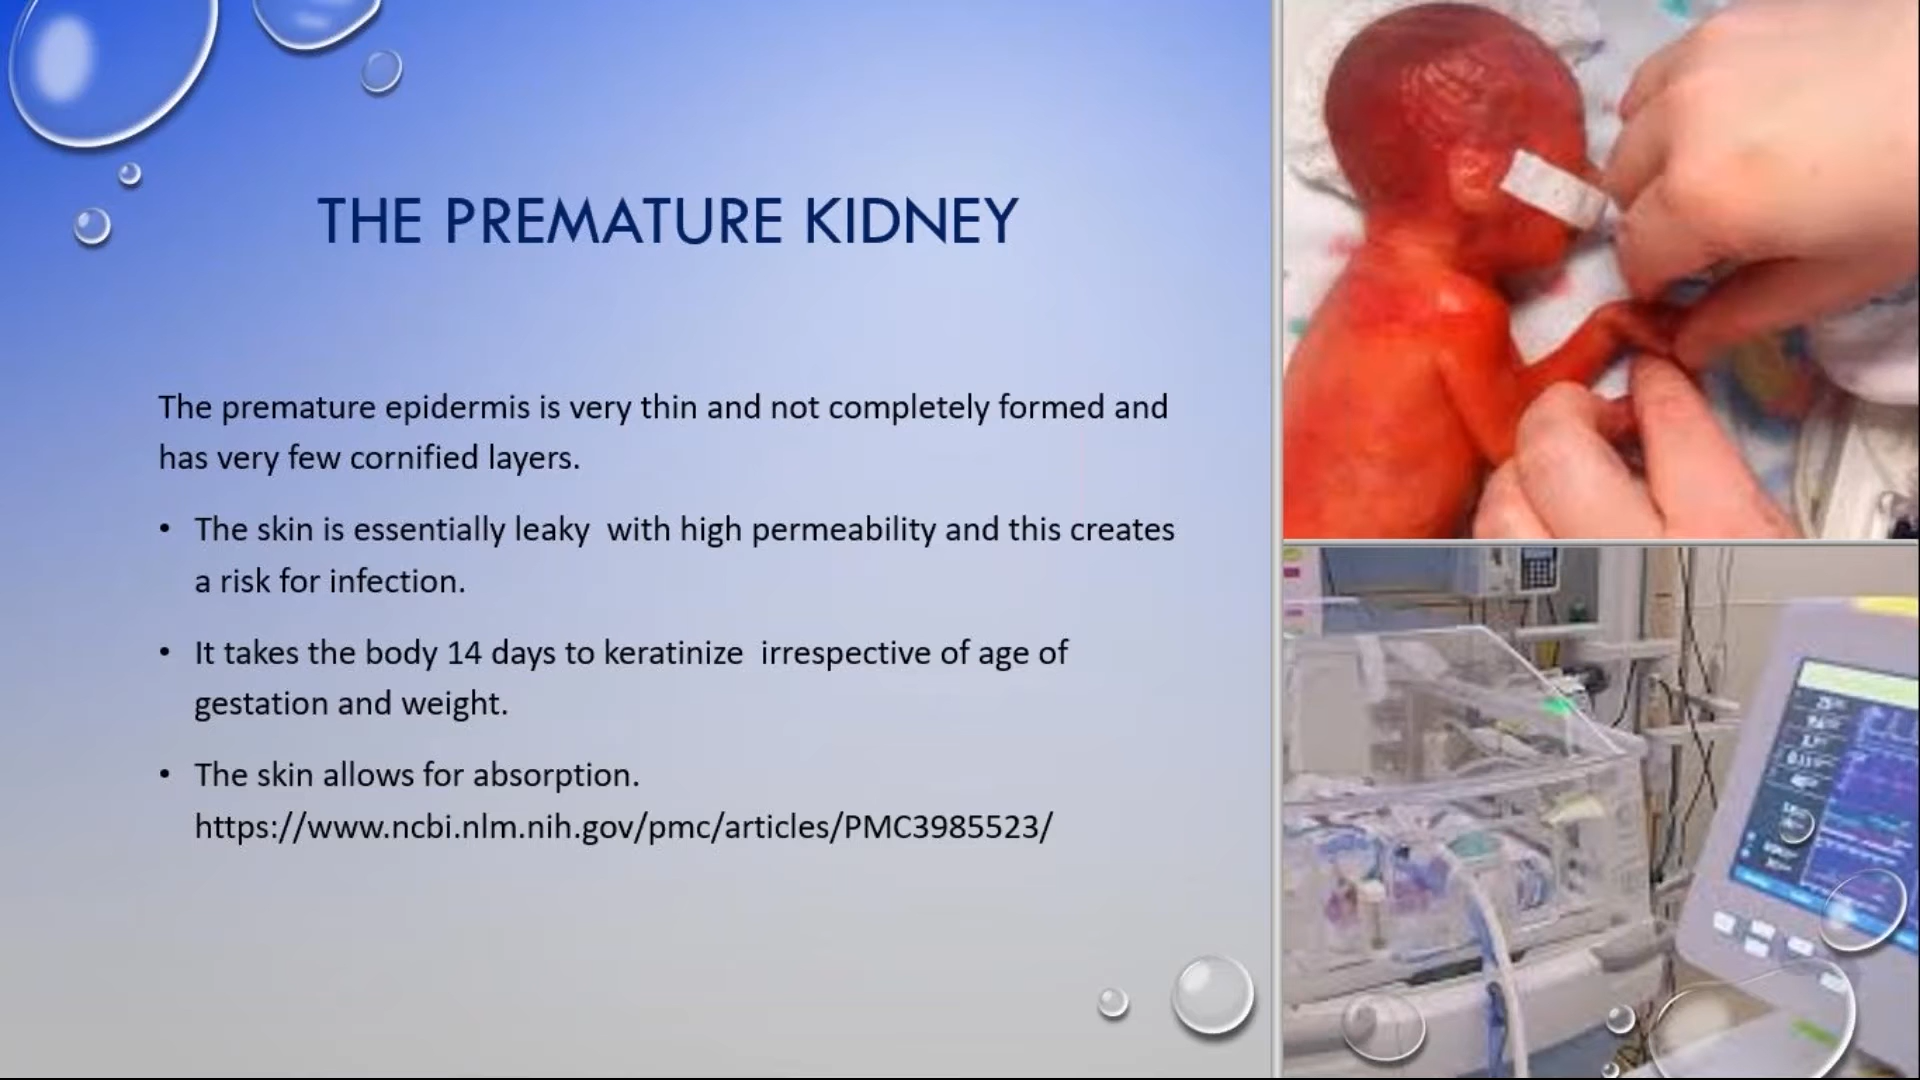 THE PREMATURE KIDNEY
The premature epidermis is very thin and not completely formed and
has very few cornified layers.
• The skin is essentially leaky  with high permeability and this creates
a risk for infection.
• It takes the body 14 days to keratinize  irrespective of age of
gestation and weight.
• The skin allows for absorption.
https://www.ncbi.nlm.nih.gov/pmc/articles/PMC3985523/